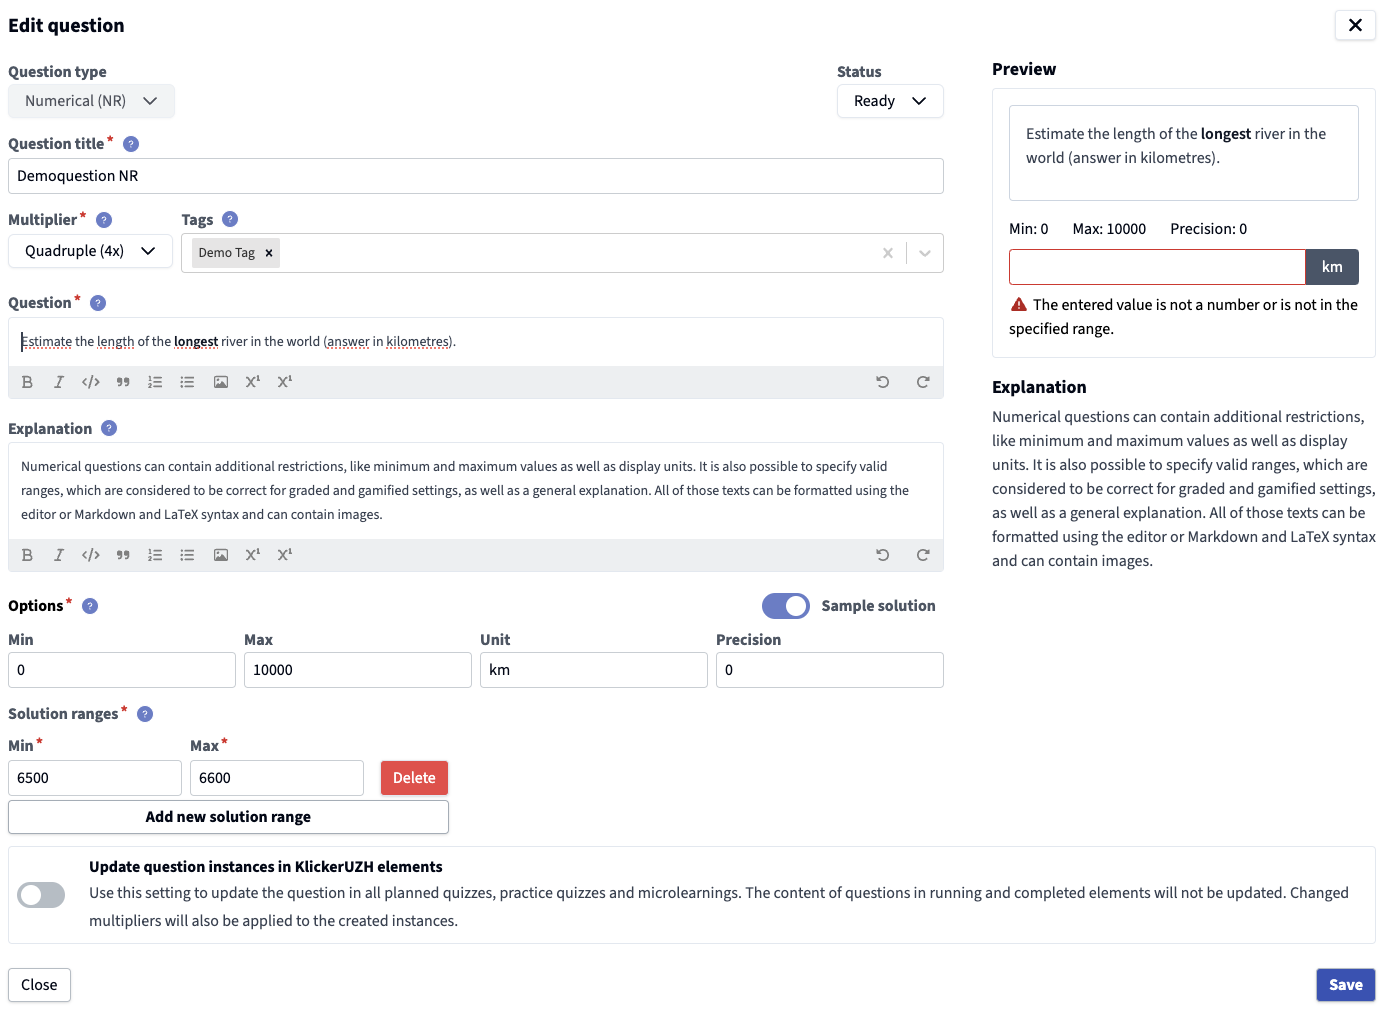 Edit question
Question type
Status
Numerical (NR)
Ready
Question title * ?
Demoquestion NR
Multiplier * ?
Tags ?
Quadruple (4x)
Demo Tag ×
Question * ?
Estimate the length of the longest river in the world (answer in kilometres).
Explanation ?
Numerical questions can contain additional restrictions, like minimum and maximum values as well as display units. It is also possible to specify valid
ranges, which are considered to be correct for graded and gamified settings, as well as a general explanation. All of those texts can be formatted using the
editor or Markdown and LaTeX syntax and can contain images.
Options * ?
Sample solution
Min
Max
Unit
Precision
0
10000
km
0
Solution ranges * ?
Min *
Max *
6500
6600
Delete
Add new solution range
Preview
Estimate the length of the longest river in the
world (answer in kilometres).
Min: 0 Max: 10000 Precision: 0
km
The entered value is not a number or is not in the
specified range.
Explanation
Numerical questions can contain additional restrictions,
like minimum and maximum values as well as display
units. It is also possible to specify valid ranges, which are
considered to be correct for graded and gamified settings,
as well as a general explanation. All of those texts can be
formatted using the editor or Markdown and LaTeX syntax
and can contain images.
Update question instances in KlickerUZH elements
Use this setting to update the question in all planned quizzes, practice quizzes and microlearnings. The content of questions in running and completed elements will not be updated. Changed
multipliers will also be applied to the created instances.
Close
Save